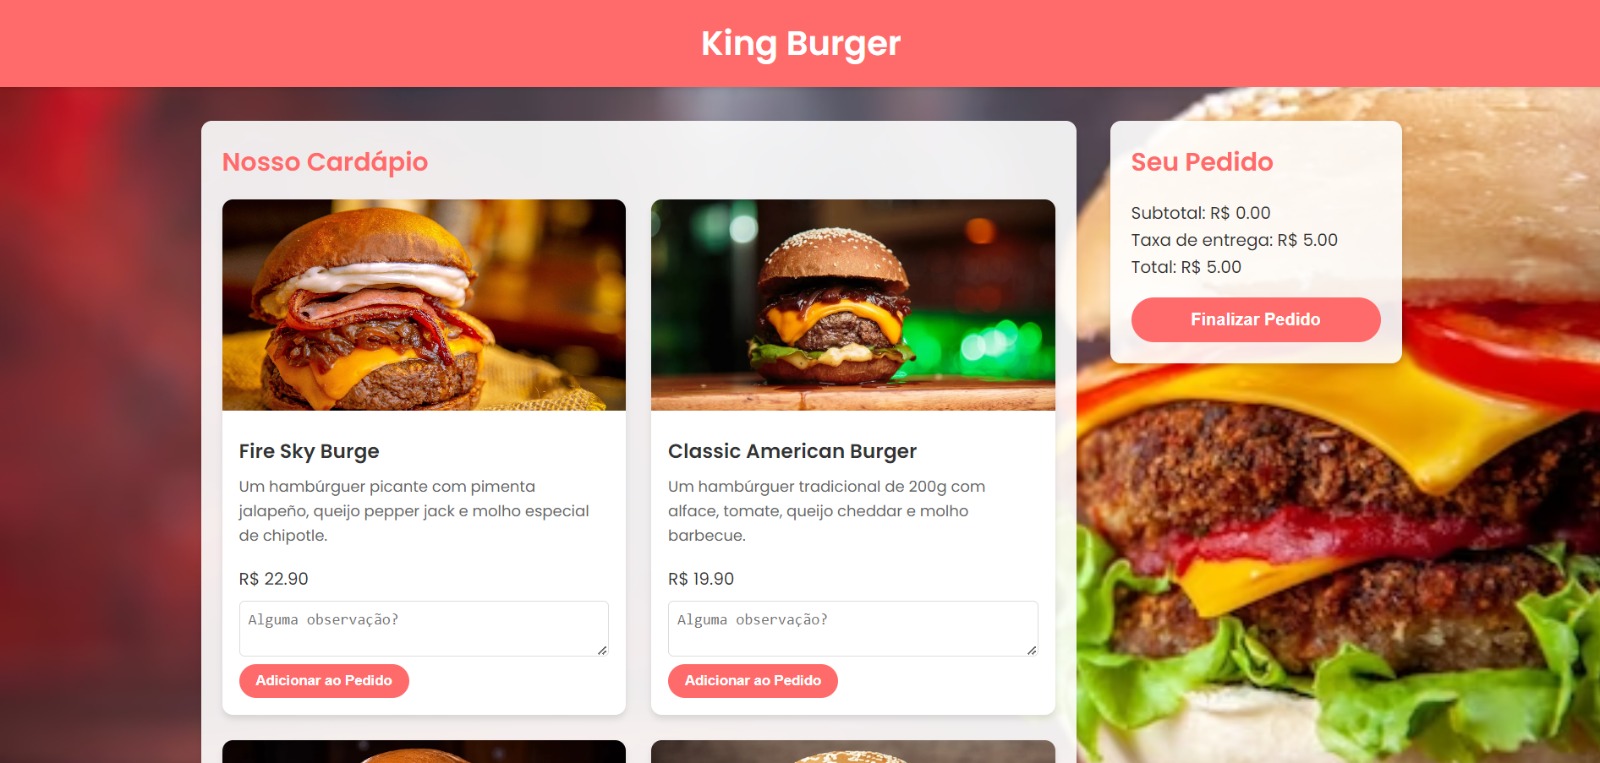 King Burger
Nosso Cardápio
Fire Sky Burge
Um hambúrguer picante com pimenta
jalapeño, queijo pepper jack e molho especial
de chipotle.
R$ 22.90
Alguma observação?
Adicionar ao Pedido
Classic American Burger
Um hambúrguer tradicional de 200g com
alface, tomate, queijo cheddar e molho
barbecue.
R$ 19.90
Alguma observação?
Adicionar ao Pedido
Seu Pedido
Subtotal: R$ 0.00
Taxa de entrega: R$ 5.00
Total: R$ 5.00
Finalizar Pedido